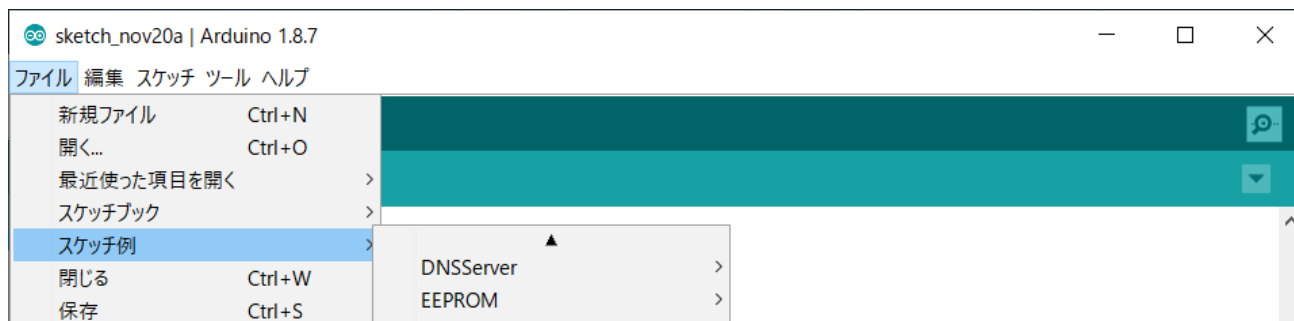 sketch_nov20a | Arduino 1.8.7
ファイル 編集 スケッチ ツール ヘルプ
新規ファイル Ctrl+N
開く... Ctrl+O
最近使った項目を開く
スケッチブック
スケッチ例
閉じる Ctrl+W
保存 Ctrl+S
DNSServer
EEPROM